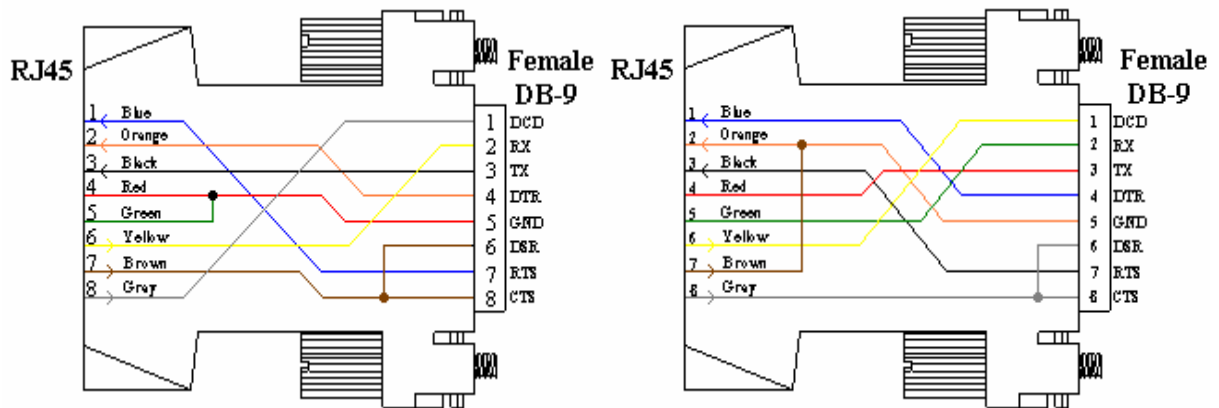 RJ45
Female
DB-9
1 Blue
2 Orange
3 Black
4 Red
5 Green
6 Yellow
7 Brown
8 Grey
1 DCD
2 RX
3 TX
4 DTR
5 GND
6 DSR
7 RTS
8 CTS
RJ45
Female
DB-9
1 Blue
2 Orange
3 Black
4 Red
5 Green
6 Yellow
7 Brown
8 Grey
1 DCD
2 RX
3 TX
4 DTR
5 GND
6 DSR
7 RTS
8 CTS